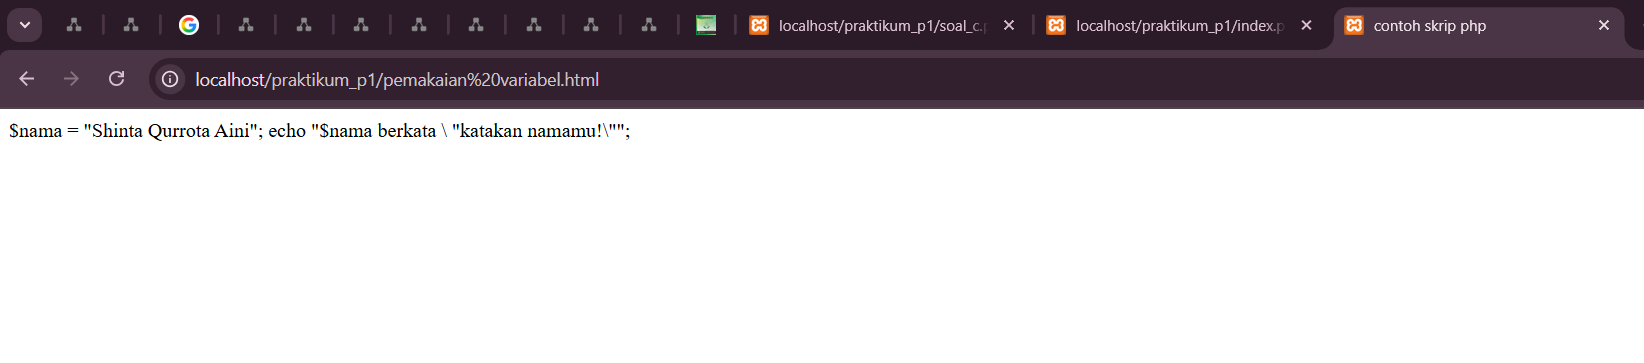 localhost/praktikum_p1/soal_c.p
localhost/praktikum_p1/index.p
contoh skrip php
localhost/praktikum_p1/pemakaian%20variabel.html
$nama = "Shinta Qurrota Aini"; echo "$nama berkata \ "katakan namamu!\"";